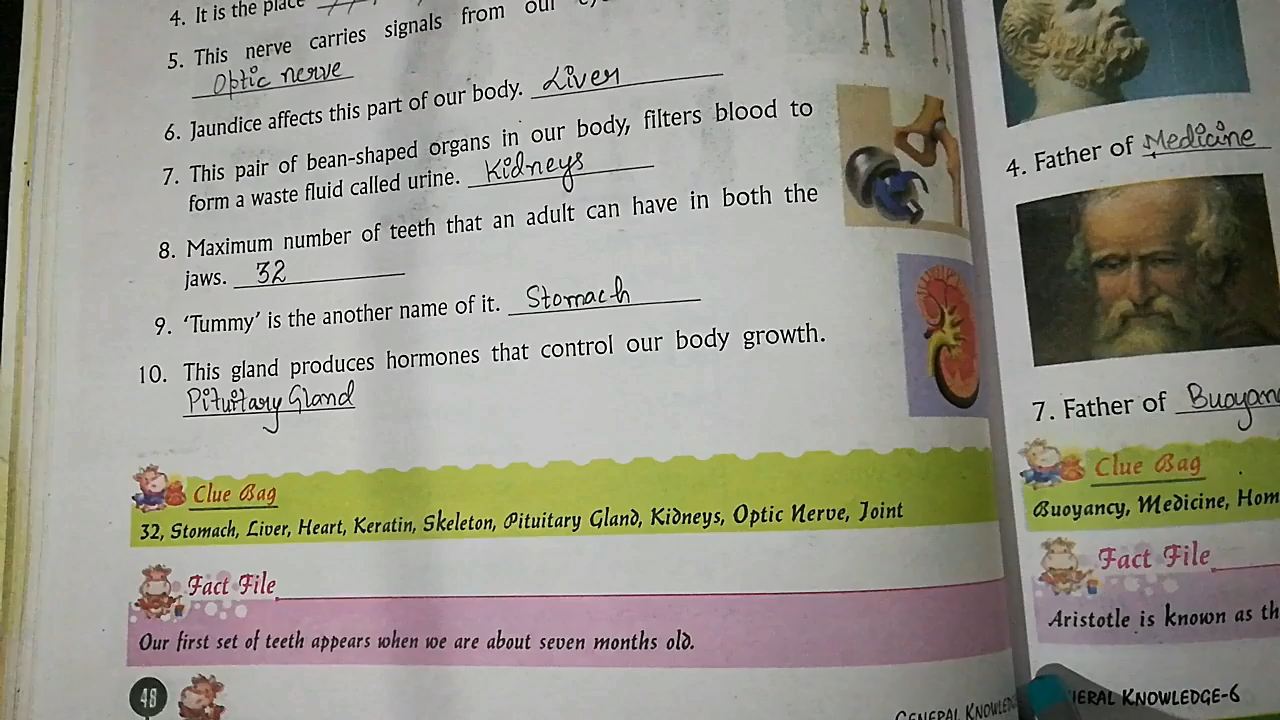 4. It is the place
5. This nerve carries signals from our
Optic nerve
6. Jaundice affects this part of our body. Liver
7. This pair of bean-shaped organs in our body, filters blood to
form a waste fluid called urine. Kidneys
8. Maximum number of teeth that an adult can have in both the
jaws. 32
9. ‘Tummy’ is the another name of it. Stomach
10. This gland produces hormones that control our body growth.
Pituitary Gland
Clue Bag
32, Stomach, Liver, Heart, Keratin, Skeleton, Pituitary Gland, Kidneys, Optic Nerve, Joint
Fact File
Our first set of teeth appears when we are about seven months old.
48
GENERAL KNOWLEDG
4. Father of Medicine
7. Father of Buoyan
Clue Bag
Buoyancy, Medicine, Hom
Fact File
Aristotle is known as th
ERAL KNOWLEDGE-6